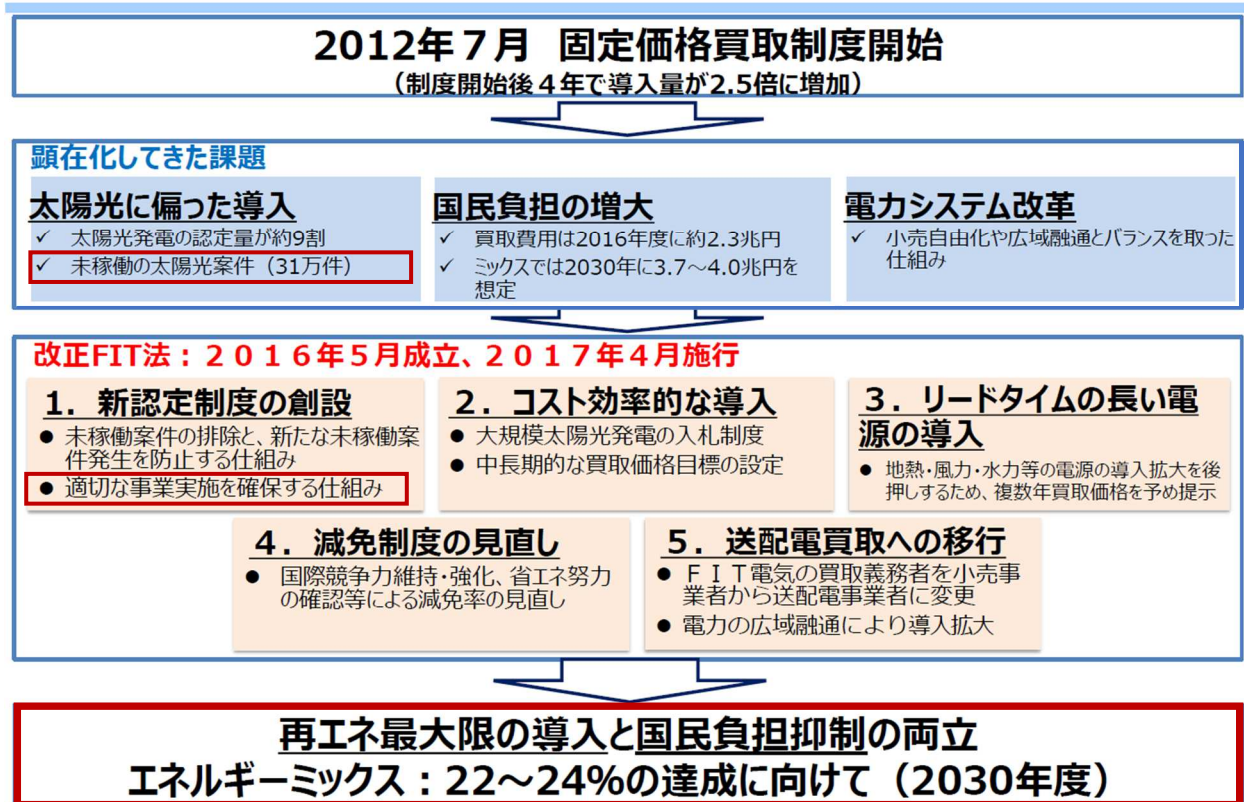 2012年７月 固定価格買取制度開始
（制度開始後４年で導入量が2.5倍に増加）
顕在化してきた課題
太陽光に偏った導入
✓ 太陽光発電の認定量が約9割
✓ 未稼働の太陽光案件（31万件）
国民負担の増大
✓ 買取費用は2016年度に約2.3兆円
✓ ミックスでは2030年に3.7～4.0兆円を
想定
電力システム改革
✓ 小売自由化や広域融通とバランスを取った
仕組み
改正FIT法：２０１６年５月成立、２０１７年４月施行
１．新認定制度の創設
● 未稼働案件の排除と、新たな未稼働案
件発生を防止する仕組み
● 適切な事業実施を確保する仕組み
２．コスト効率的な導入
● 大規模太陽光発電の入札制度
● 中長期的な買取価格目標の設定
３．リードタイムの長い電
源の導入
● 地熱・風力・水力等の電源の導入拡大を後
押しするため、複数年買取価格を予め提示
４．減免制度の見直し
● 国際競争力維持・強化、省エネ努力
の確認等による減免率の見直し
５．送配電買取への移行
● ＦＩＴ電気の買取義務者を小売事
業者から送配電事業者に変更
● 電力の広域融通により導入拡大
再エネ最大限の導入と国民負担抑制の両立
エネルギーミックス：22～24%の達成に向けて（2030年度）